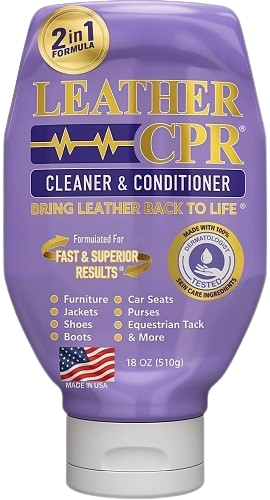 2 in 1
FORMULA
LEATHER
CPR®
CLEANER & CONDITIONER
BRING LEATHER BACK TO LIFE®
Formulated For
FAST & SUPERIOR
RESULTS®
MADE WITH 100%
DERMATOLOGIST
TESTED
SKIN CARE INGREDIENTS
• Furniture
• Jackets
• Shoes
• Boots
• Car Seats
• Purses
• Equestrian Tack
• & More
18 OZ (510g)
MADE IN USA